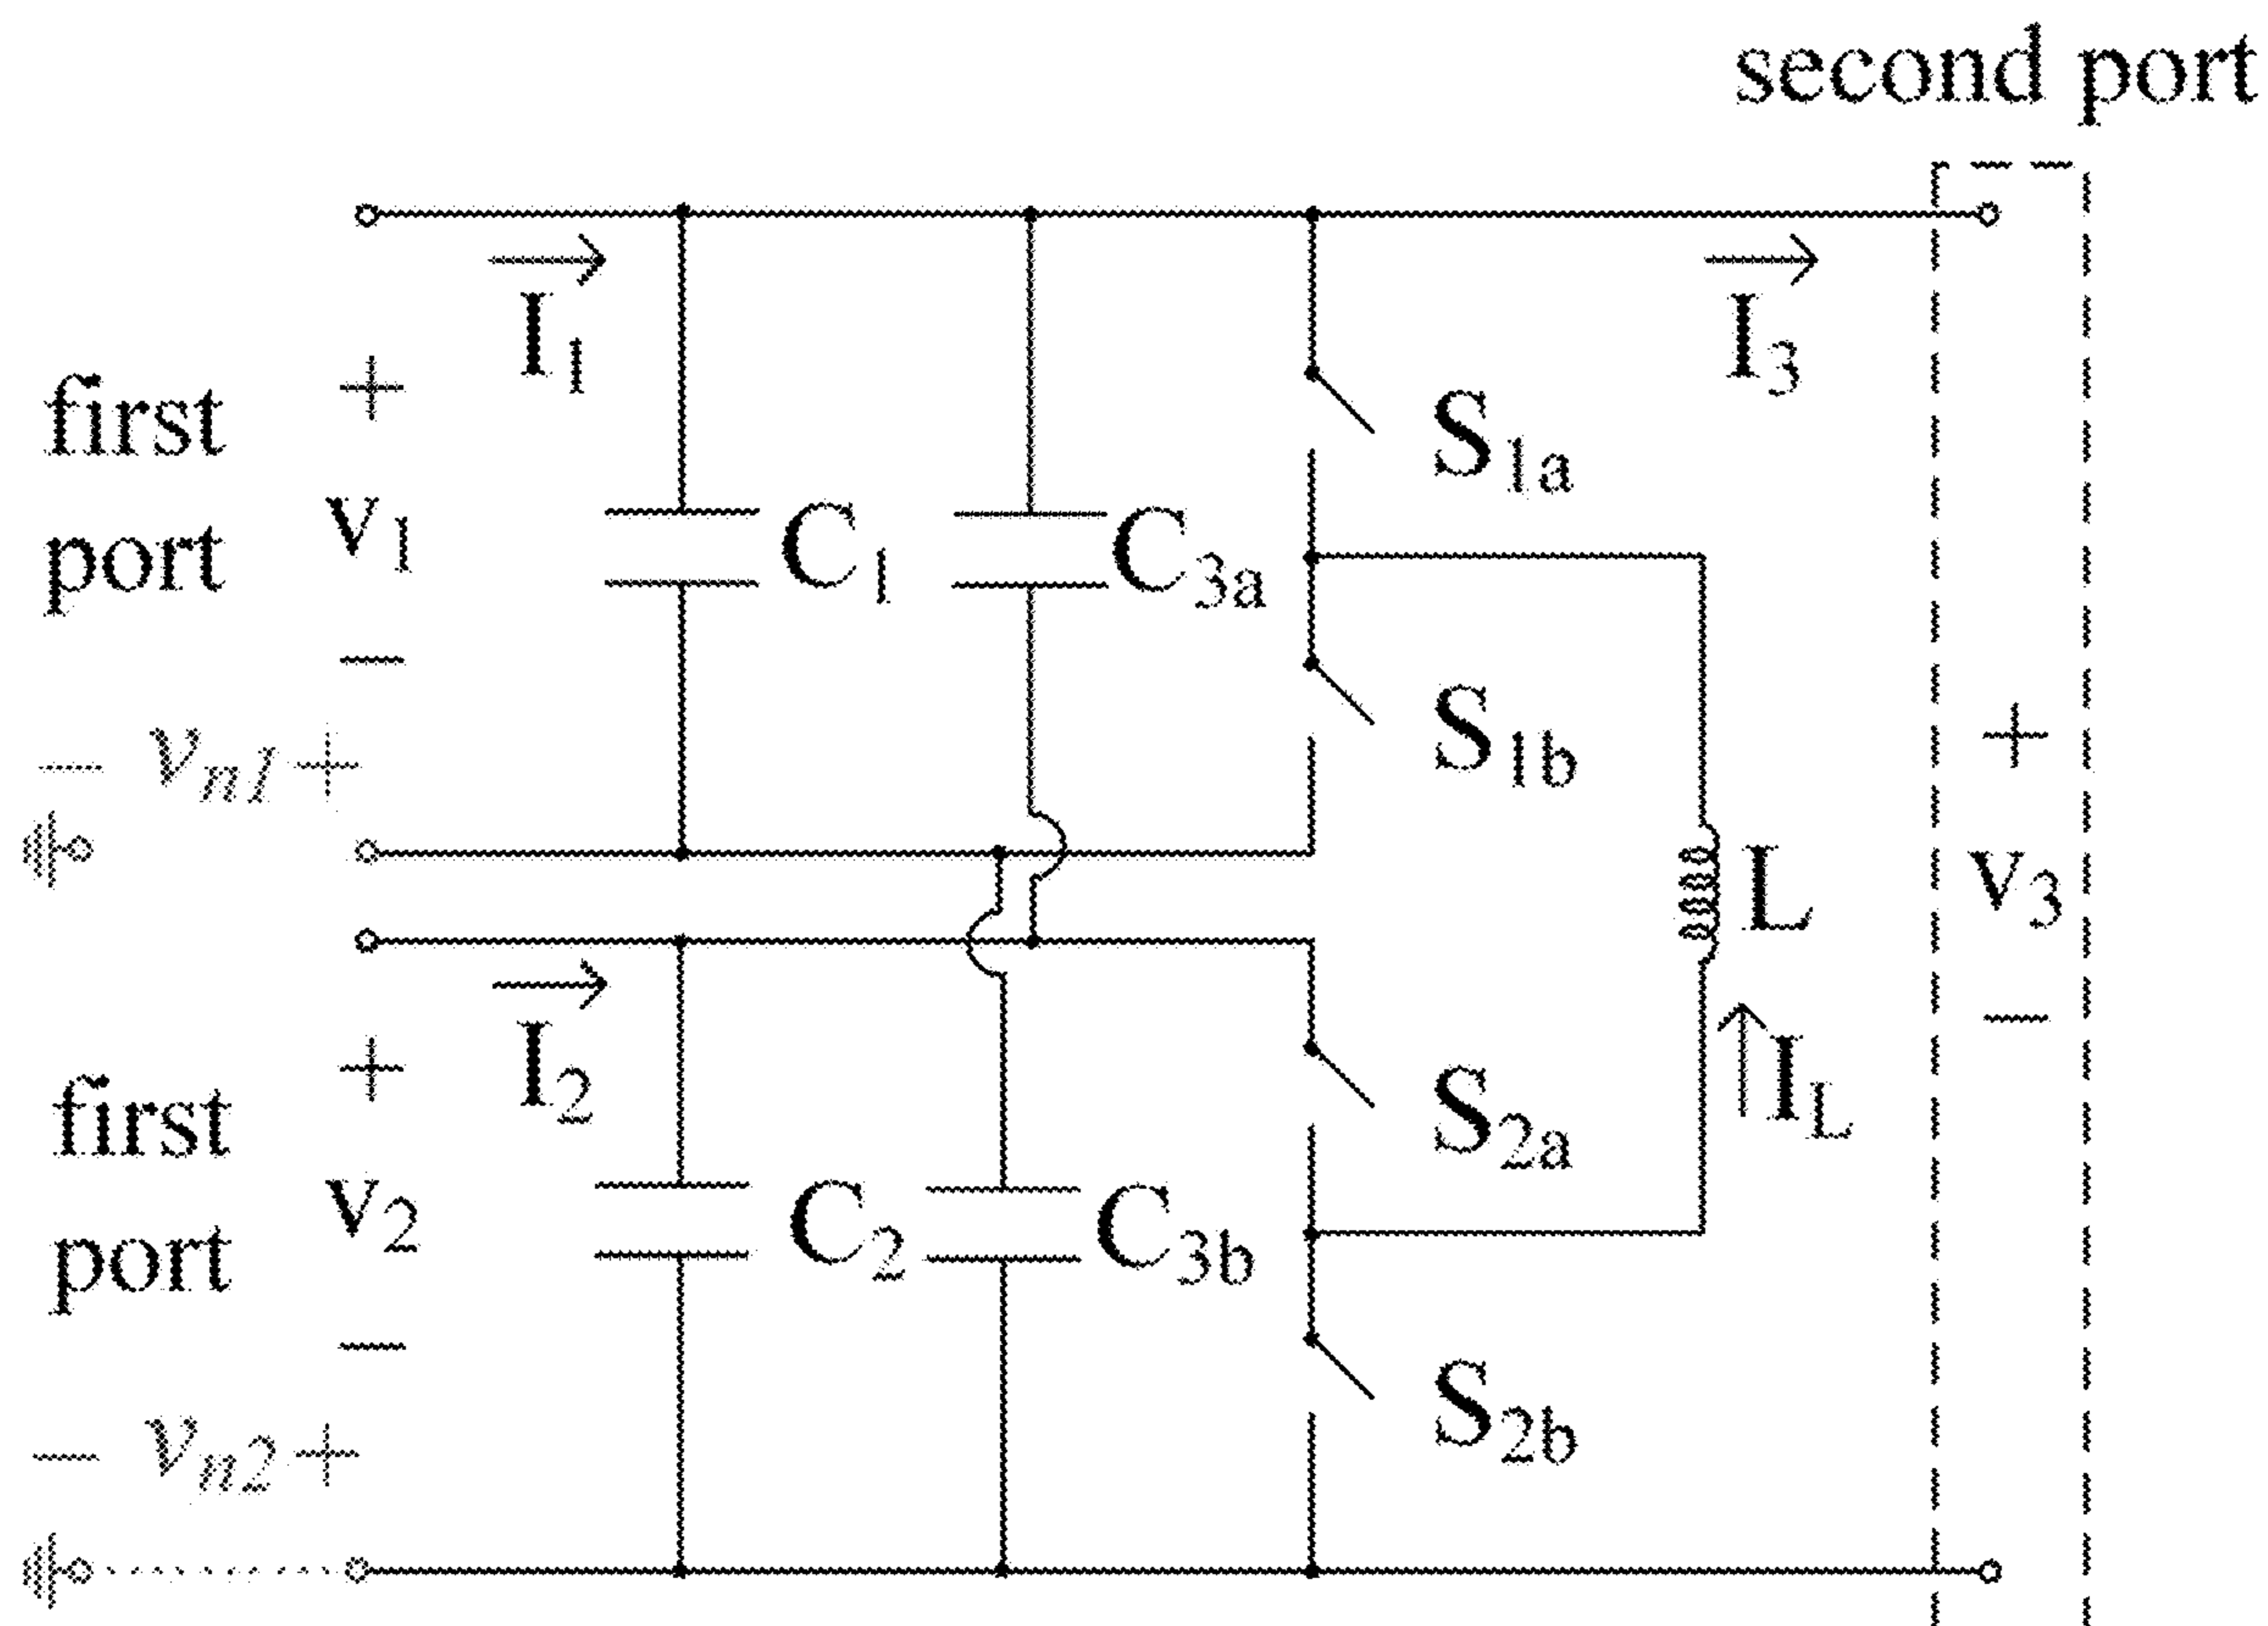 second port
I1
I3
first
port
+
v1
−
S1a
C1
C3a
S1b
− vn1 +
+
v3
−
L
I2
first
port
+
v2
−
S2a
IL
C2
C3b
S2b
− vn2 +